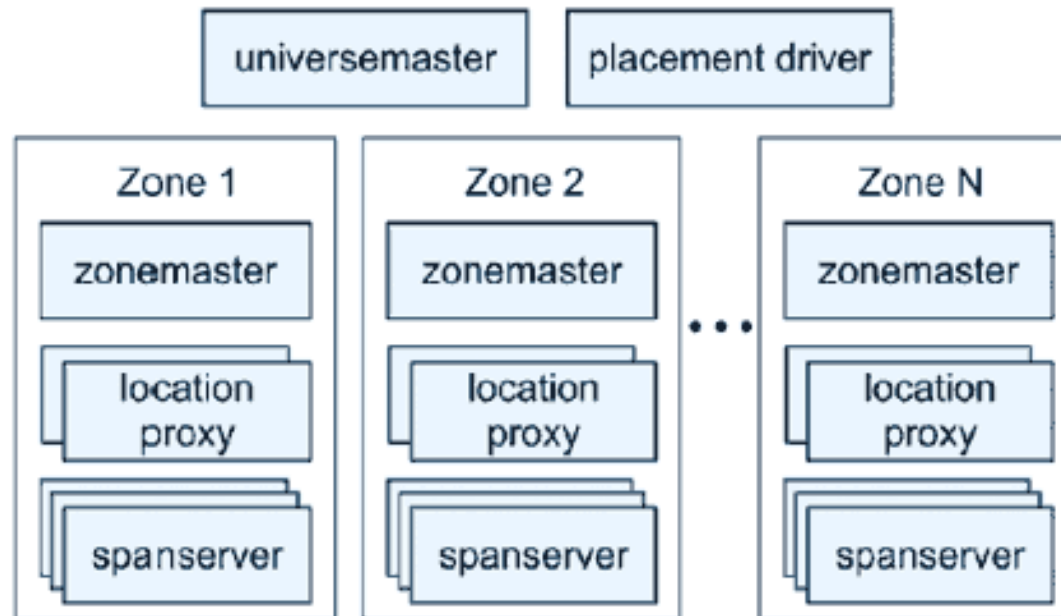 universemaster
placement driver
Zone 1
zonemaster
location
proxy
spanserver
Zone 2
zonemaster
location
proxy
spanserver
...
Zone N
zonemaster
location
proxy
spanserver